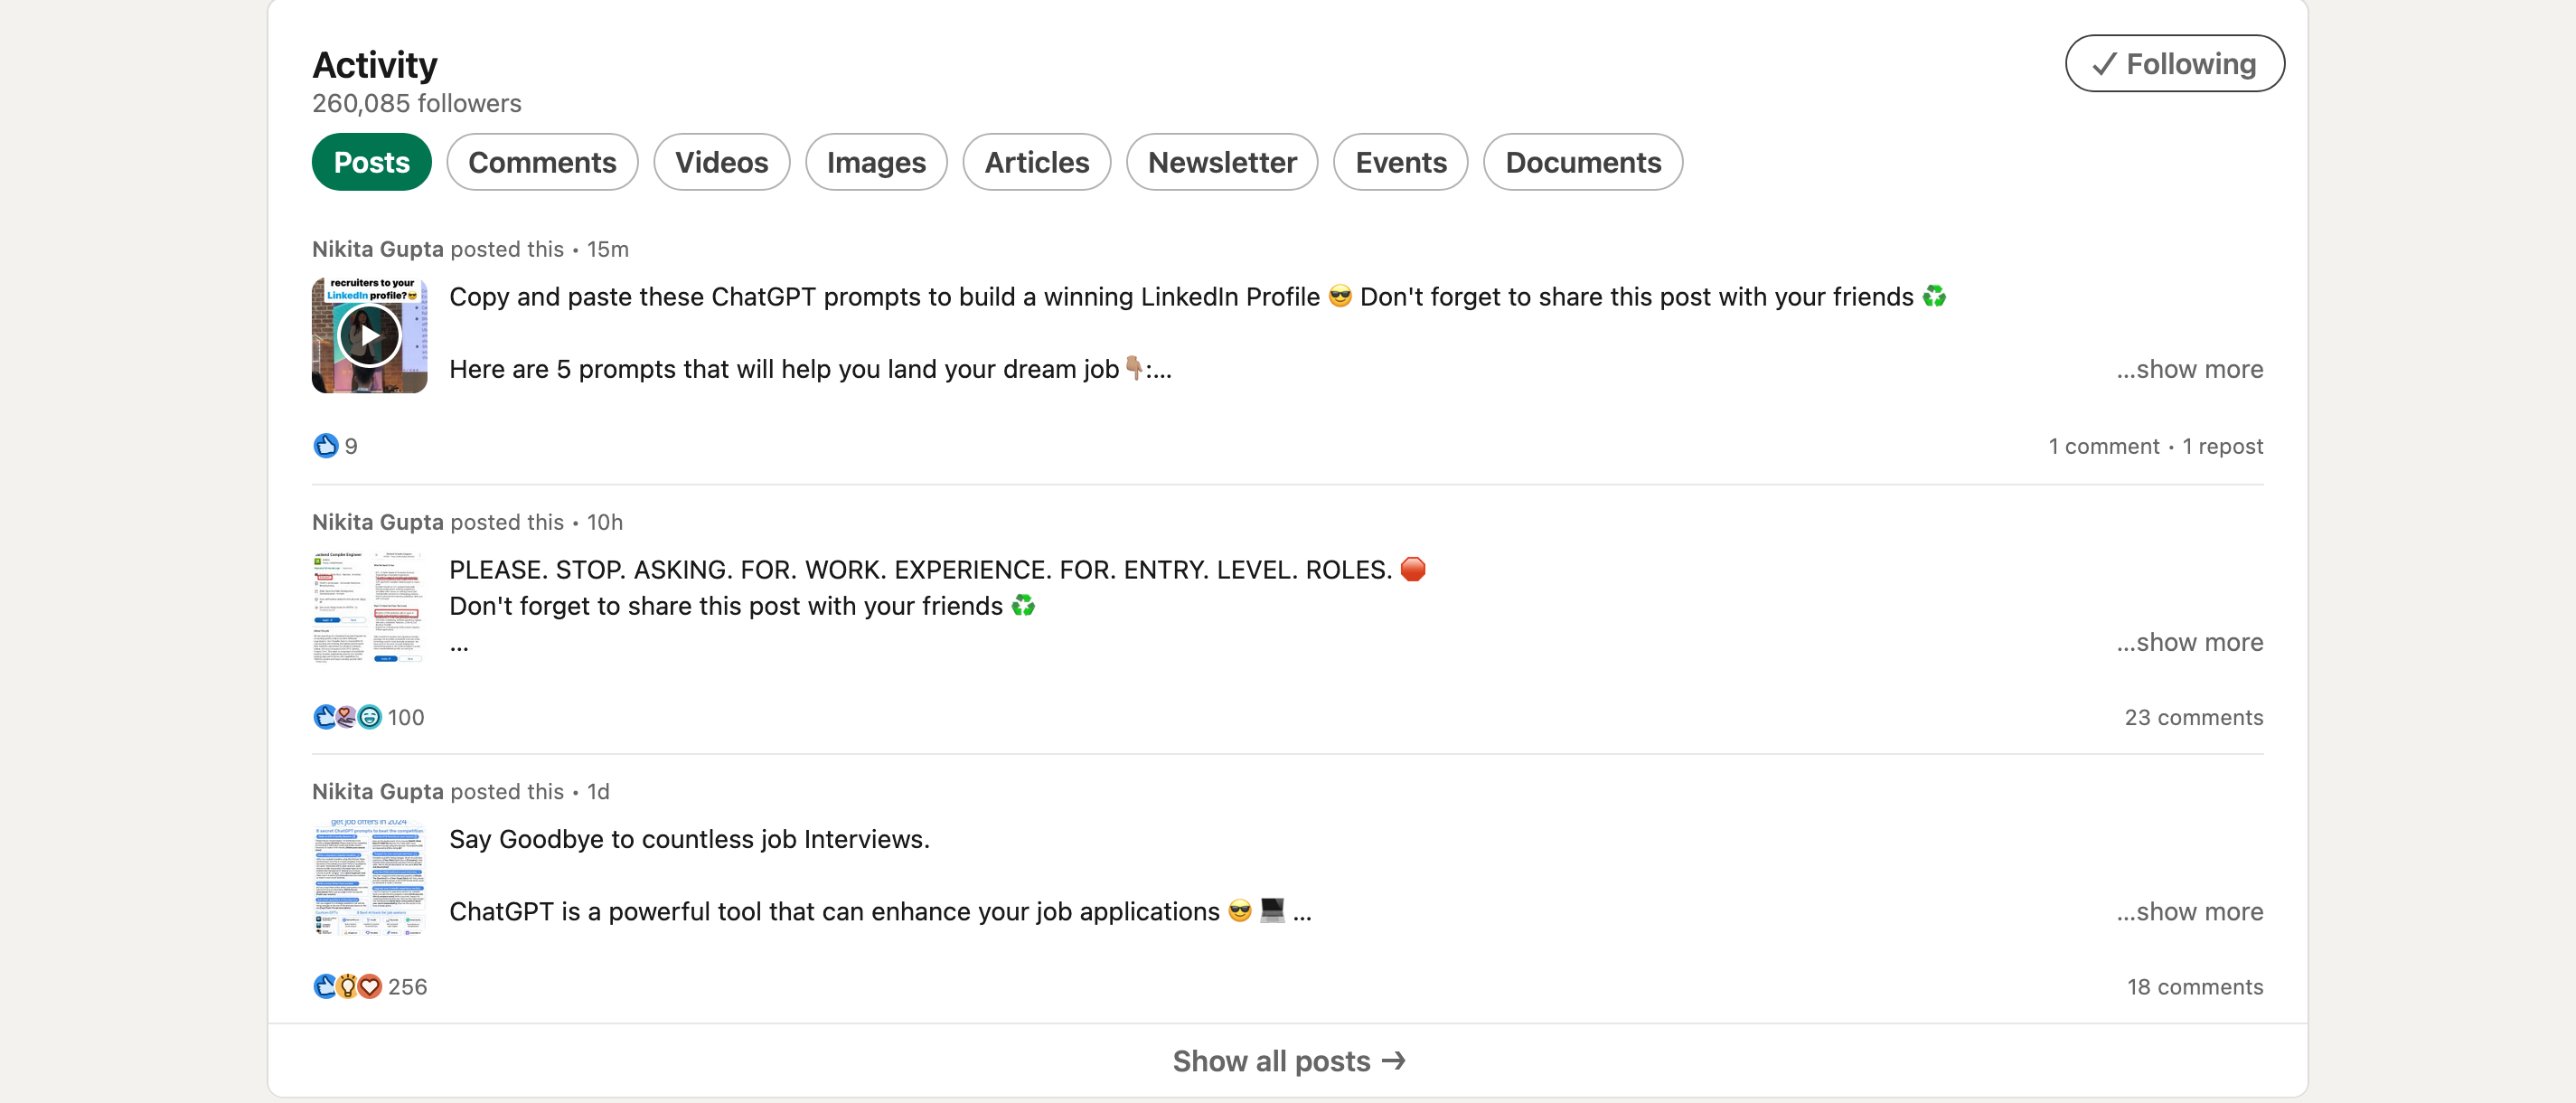 Activity
260,085 followers
✓ Following
Posts
Comments
Videos
Images
Articles
Newsletter
Events
Documents
Nikita Gupta posted this • 15m
recruiters to your
LinkedIn profile?😎
Copy and paste these ChatGPT prompts to build a winning LinkedIn Profile 😎 Don't forget to share this post with your friends ♻️
Here are 5 prompts that will help you land your dream job👇🏽:...
...show more
9
1 comment • 1 repost
Nikita Gupta posted this • 10h
PLEASE. STOP. ASKING. FOR. WORK. EXPERIENCE. FOR. ENTRY. LEVEL. ROLES. 🛑
Don't forget to share this post with your friends ♻️
...
...show more
100
23 comments
Nikita Gupta posted this • 1d
get job offers in 2024
Say Goodbye to countless job Interviews.
ChatGPT is a powerful tool that can enhance your job applications 😎 💻 ...
...show more
256
18 comments
Show all posts →